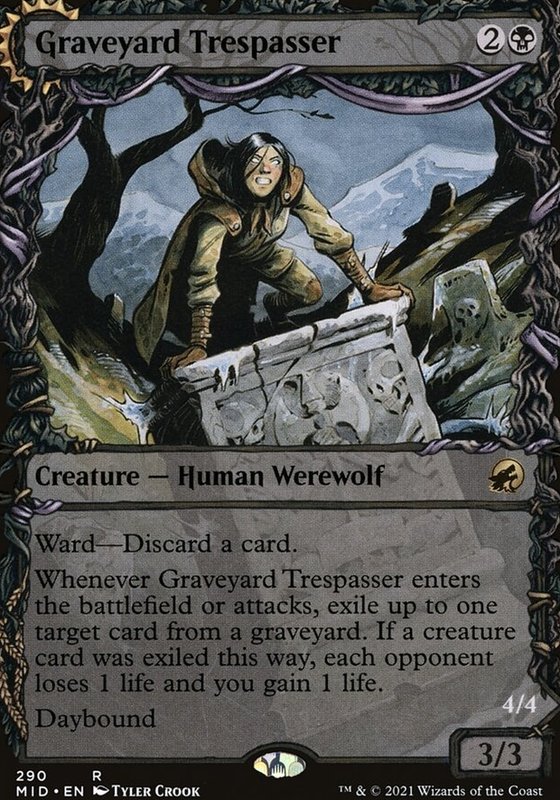 Graveyard Trespasser 2
Creature — Human Werewolf
Ward—Discard a card.
Whenever Graveyard Trespasser enters
the battlefield or attacks, exile up to one
target card from a graveyard. If a creature
card was exiled this way, each opponent
loses 1 life and you gain 1 life.
Daybound
4/4
3/3
290 R
MID • EN TYLER CROOK
™ & © 2021 Wizards of the Coast